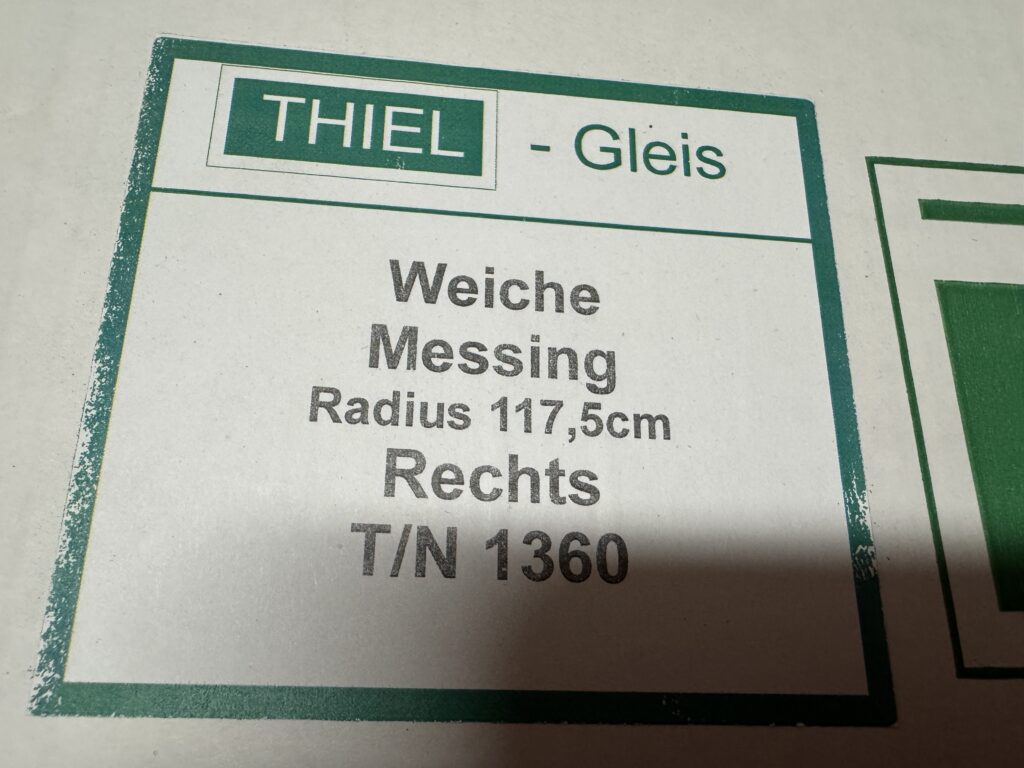 THIEL - Gleis
Weiche
Messing
Radius 117,5cm
Rechts
T/N 1360